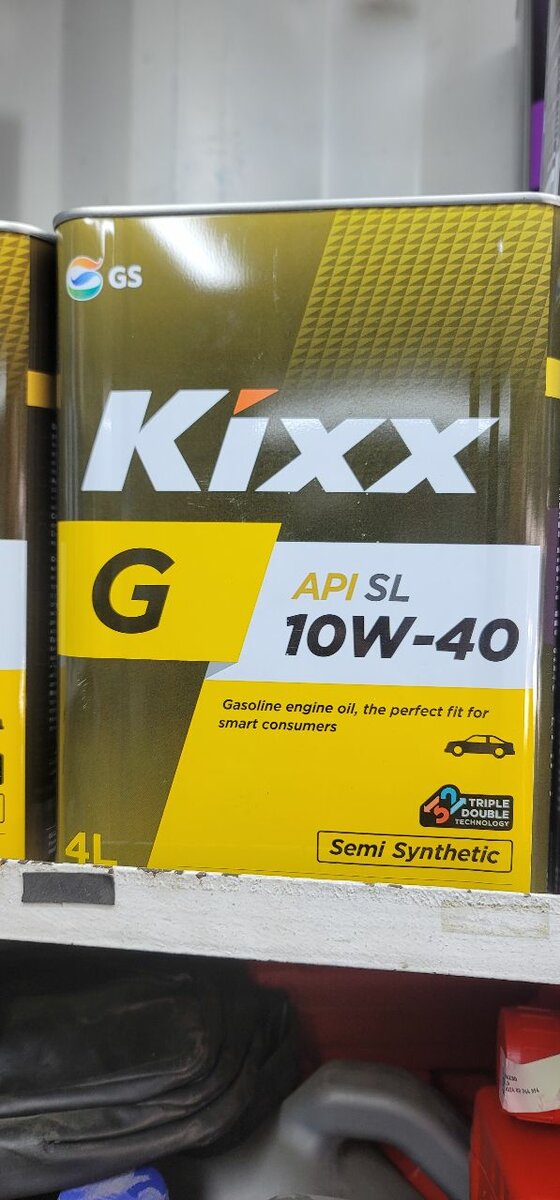 GS
Kixx
G
API SL
10W-40
Gasoline engine oil, the perfect fit for
smart consumers
TRIPLE
DOUBLE
TECHNOLOGY
Semi Synthetic
4L